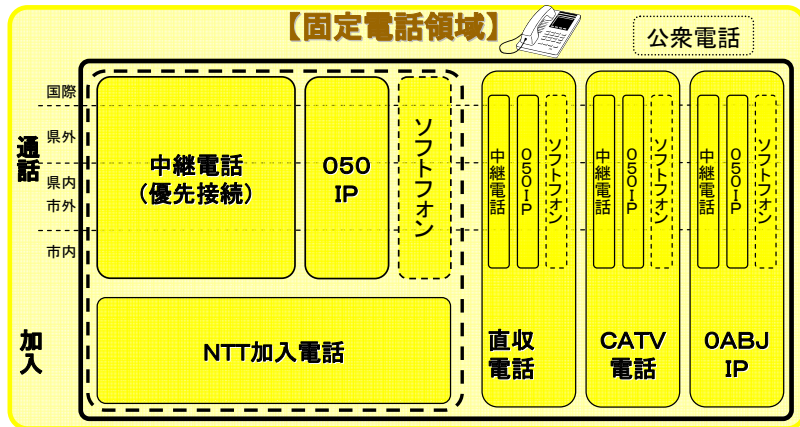 【固定電話領域】
公衆電話
国際
県外
県内
市外
市内
通話
加入
中継電話
（優先接続）
050
IP
ソフトフォン
NTT加入電話
中継電話
050IP
ソフトフォン
直収
電話
中継電話
050IP
ソフトフォン
CATV
電話
中継電話
050IP
ソフトフォン
0ABJ
IP